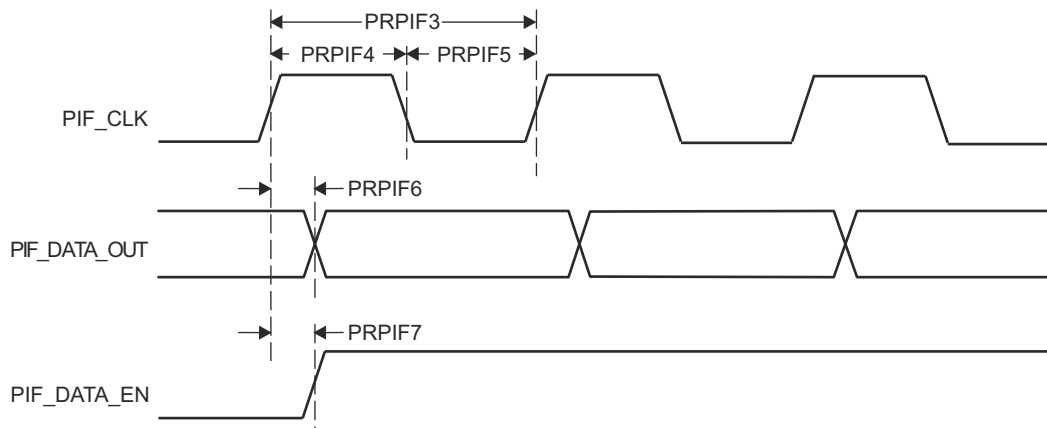 PRPIF3
PRPIF4 PRPIF5
PIF_CLK
PRPIF6
PIF_DATA_OUT
PRPIF7
PIF_DATA_EN